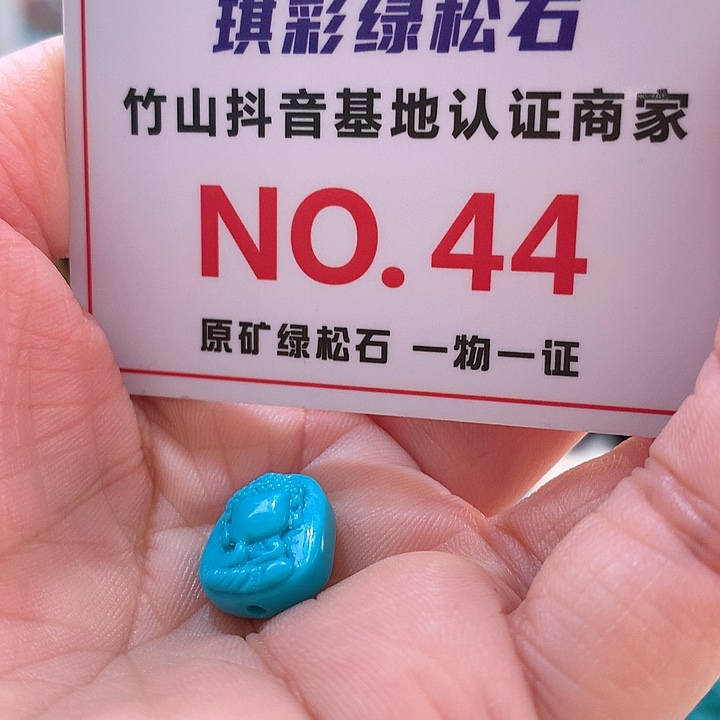 琪彩绿松石
竹山抖音基地认证商家
NO.44
原矿绿松石 一物一证